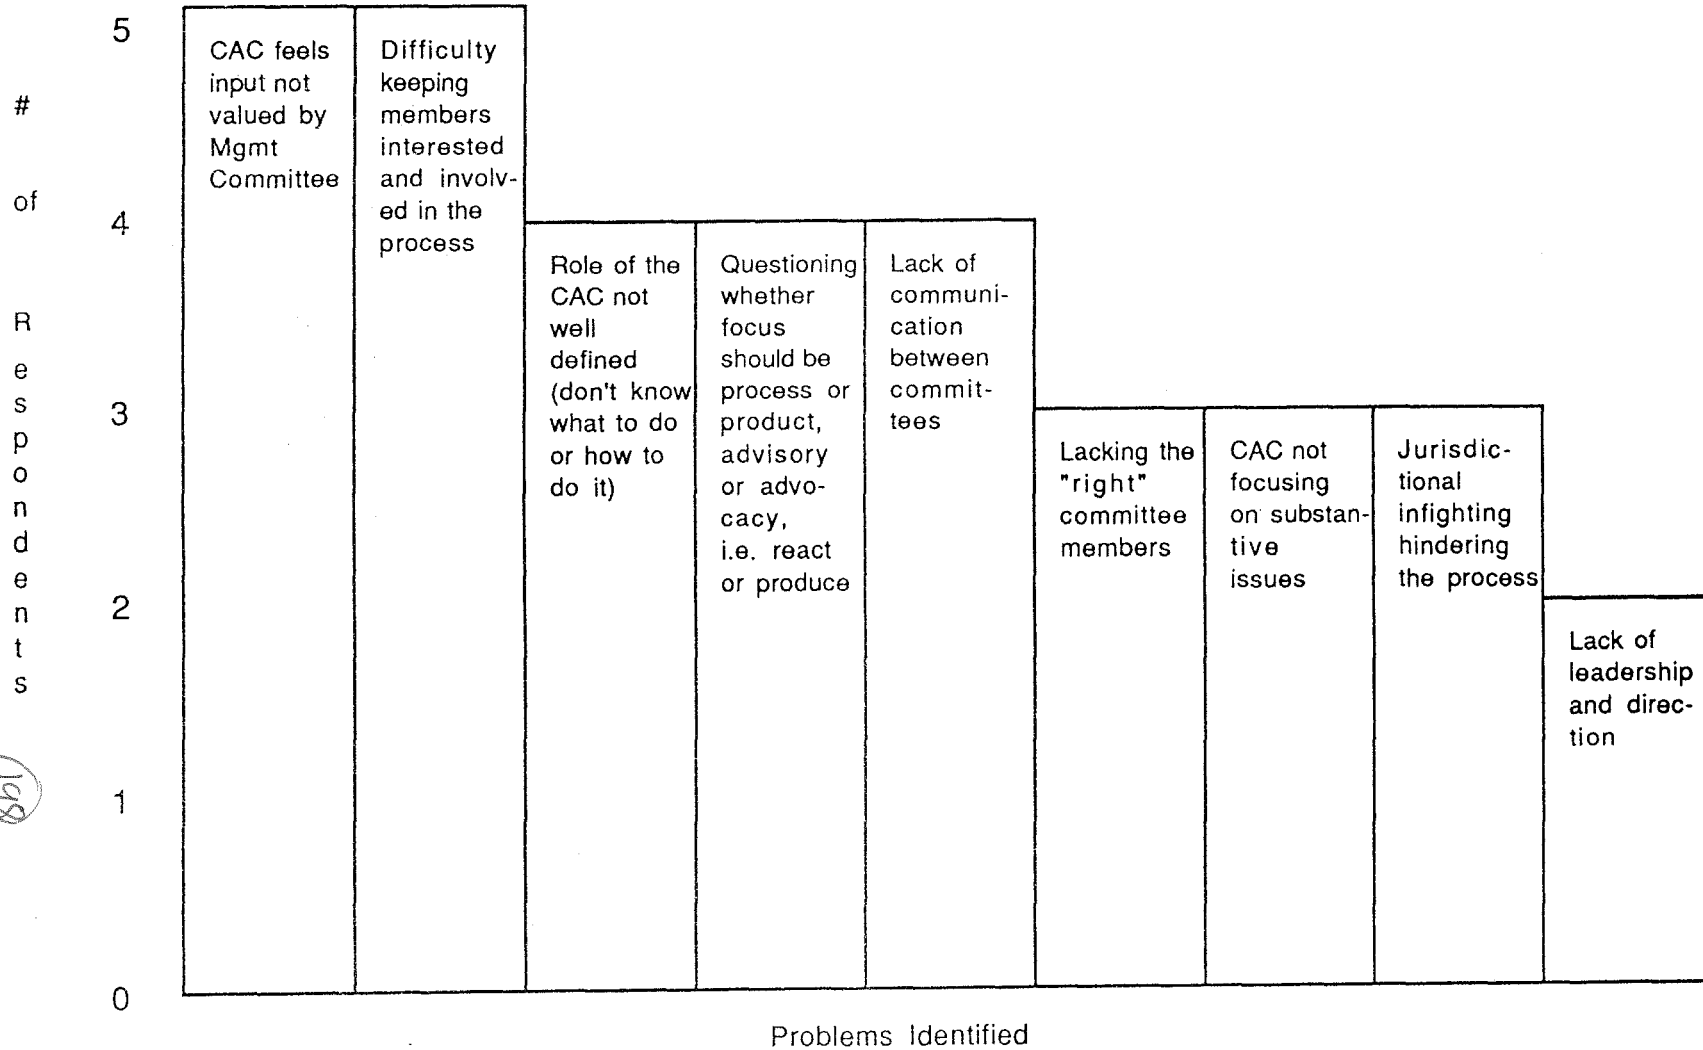 5
4
3
2
1
0
#
of
Respondents
CAC feels
input not
valued by
Mgmt
Committee
Difficulty
keeping
members
interested
and involv-
ed in the
process
Role of the
CAC not
well
defined
(don't know
what to do
or how to
do it)
Questioning
whether
focus
should be
process or
product,
advisory
or advo-
cacy,
i.e. react
or produce
Lack of
communi-
cation
between
commit-
tees
Lacking the
"right"
committee
members
CAC not
focusing
on substan-
tive
issues
Jurisdic-
tional
infighting
hindering
the process
Lack of
leadership
and direc-
tion
Problems Identified